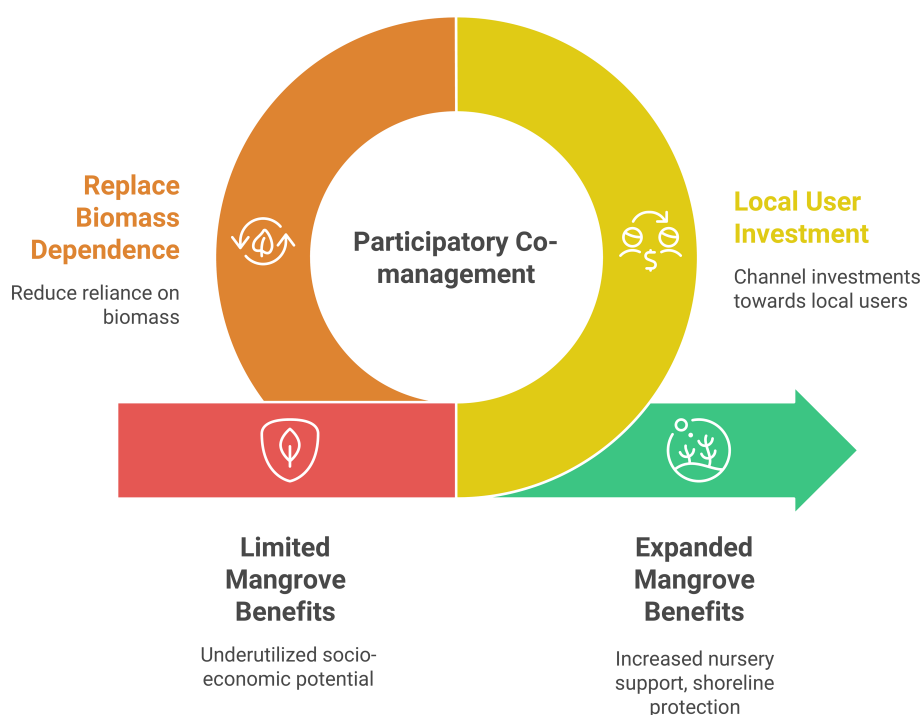 Replace
Biomass
Dependence
Reduce reliance on
biomass
Participatory Co-
management
Local User
Investment
Channel investments
towards local users
$
Limited
Mangrove
Benefits
Underutilized socio-
economic potential
Expanded
Mangrove
Benefits
Increased nursery
support, shoreline
protection